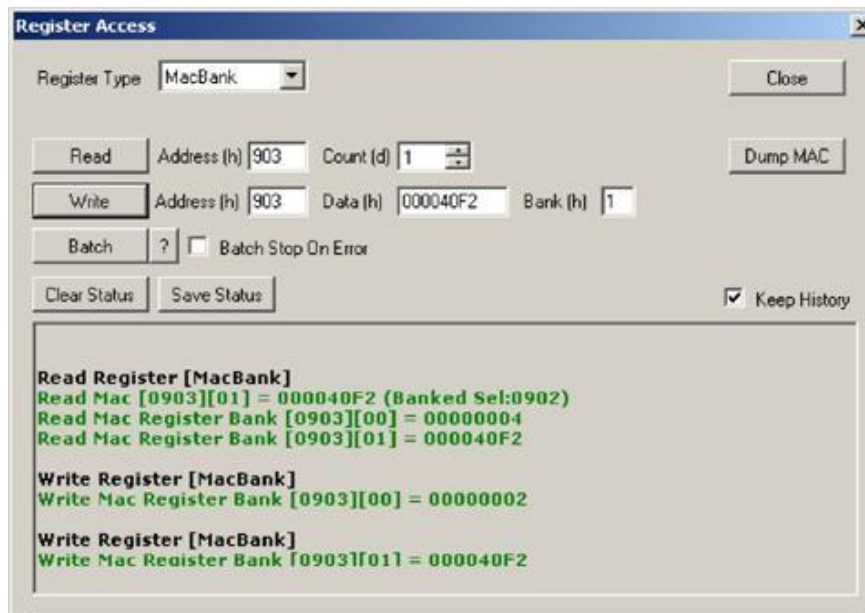 Register Access
Register Type MacBank Close
Read Address (h) 903 Count (d) 1 Dump MAC
Write Address (h) 903 Data (h) 000040F2 Bank (h) 1
Batch ? Batch Stop On Error
Clear Status Save Status Keep History
Read Register [MacBank]
Read Mac [0903][01] = 000040F2 (Banked Sel:0902)
Read Mac Register Bank [0903][00] = 00000004
Read Mac Register Bank [0903][01] = 000040F2
Write Register [MacBank]
Write Mac Register Bank [0903][00] = 00000002
Write Register [MacBank]
Write Mac Register Bank [0903][01] = 000040F2